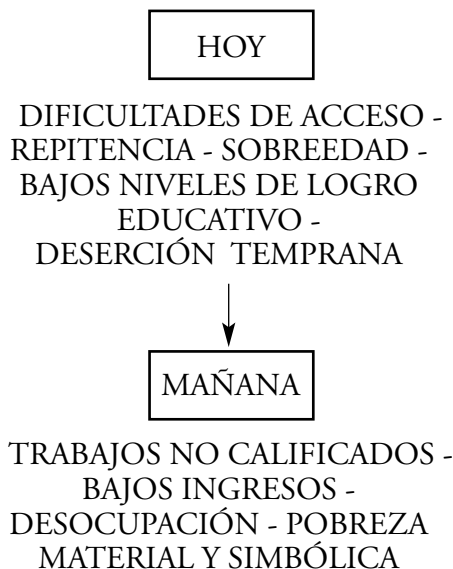 HOY
DIFICULTADES DE ACCESO -
REPITENCIA - SOBREEDAD -
BAJOS NIVELES DE LOGRO
EDUCATIVO -
DESERCIÓN TEMPRANA
MAÑANA
TRABAJOS NO CALIFICADOS -
BAJOS INGRESOS -
DESOCUPACIÓN - POBREZA
MATERIAL Y SIMBÓLICA